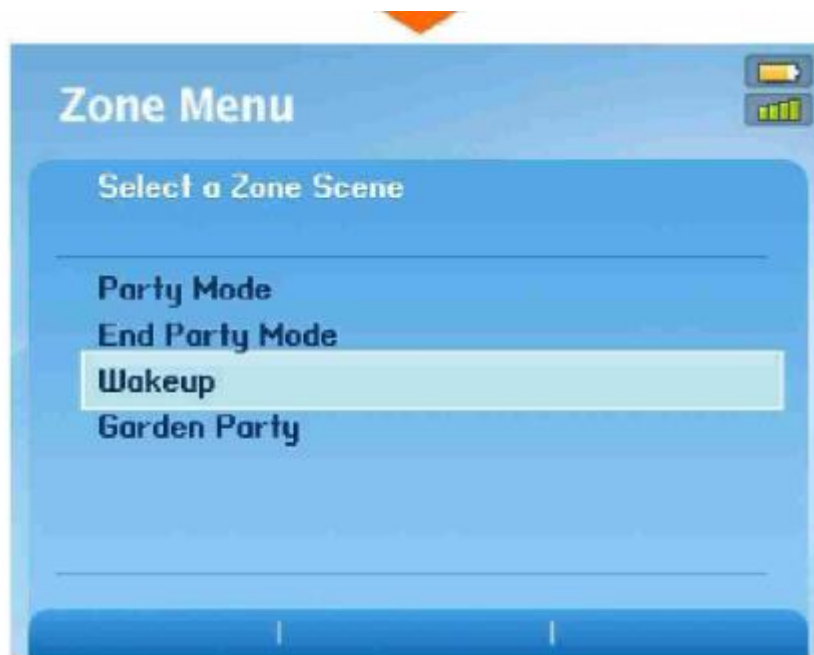 Zone Menu
Select a Zone Scene
Party Mode
End Party Mode
Wakeup
Garden Party